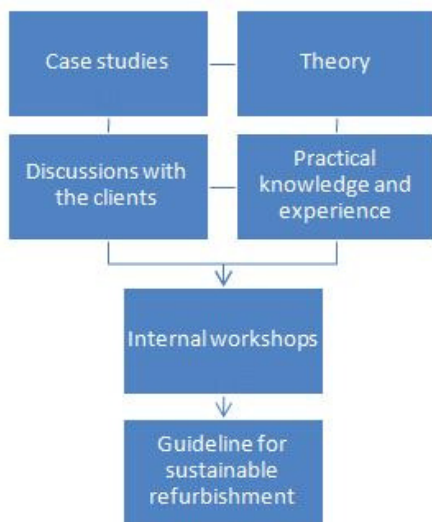 Case studies
Theory
Discussions with
the clients
Practical
knowledge and
experience
Internal workshops
Guideline for
sustainable
refurbishment